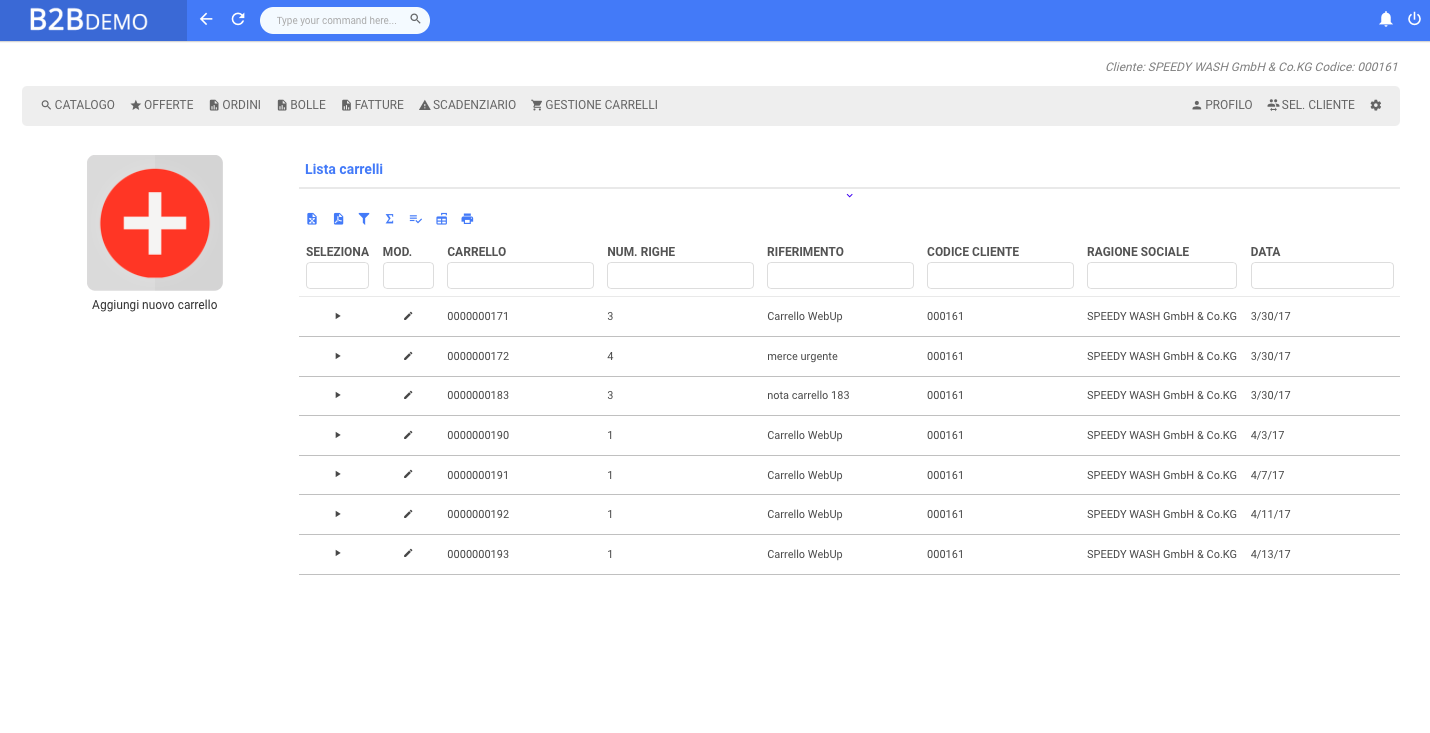 B2BDEMO
Type your command here...
Cliente: SPEEDY WASH GmbH & Co.KG Codice: 000161
CATALOGO OFFERTE ORDINI BOLLE FATTURE SCADENZIARIO GESTIONE CARRELLI PROFILO SEL. CLIENTE
Aggiungi nuovo carrello
Lista carrelli
SELEZIONA MOD. CARRELLO NUM. RIGHE RIFERIMENTO CODICE CLIENTE RAGIONE SOCIALE DATA
0000000171 3 Carrello WebUp 000161 SPEEDY WASH GmbH & Co.KG 3/30/17
0000000172 4 merce urgente 000161 SPEEDY WASH GmbH & Co.KG 3/30/17
0000000183 3 nota carrello 183 000161 SPEEDY WASH GmbH & Co.KG 3/30/17
0000000190 1 Carrello WebUp 000161 SPEEDY WASH GmbH & Co.KG 4/3/17
0000000191 1 Carrello WebUp 000161 SPEEDY WASH GmbH & Co.KG 4/7/17
0000000192 1 Carrello WebUp 000161 SPEEDY WASH GmbH & Co.KG 4/11/17
0000000193 1 Carrello WebUp 000161 SPEEDY WASH GmbH & Co.KG 4/13/17